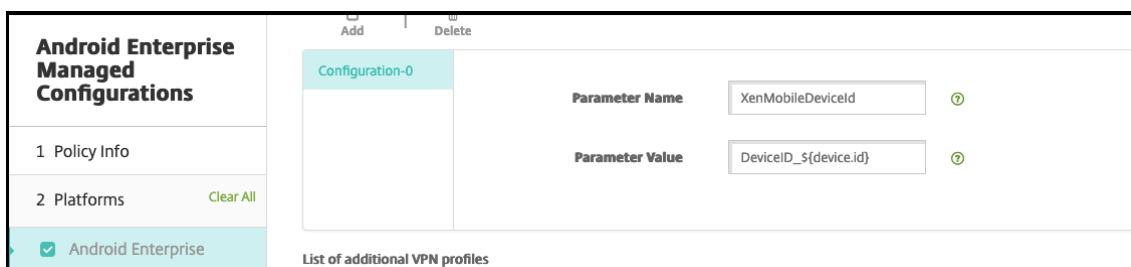 Add
Delete
Android Enterprise
Managed
Configurations
Configuration-0
Parameter Name
XenMobileDeviceId
1 Policy Info
Parameter Value
DeviceID_${device.id}
2 Platforms
Clear All
Android Enterprise
List of additional VPN profiles